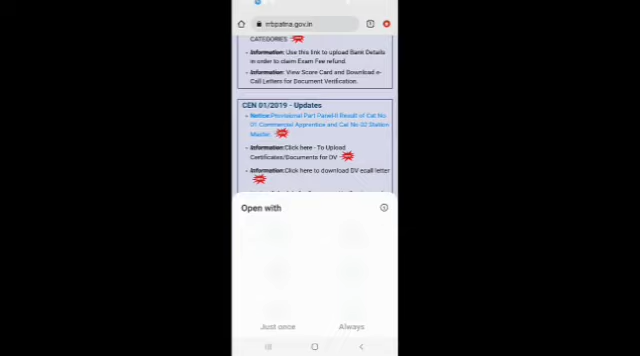 rrbpatna.gov.in
CATEGORIES
Information: Use this link to upload Bank Details
in order to claim Exam Fee refund.
Information: View Score Card and Download e-
Call Letters for Document Verification.
CEN 01/2019 - Updates
Notice:Provisional Part Panel-II Result of Cat No.
01 Commercial Apprentice and Cat No 02 Station
Master.
Information:Click here - To Upload
Certificates/Documents for DV
Information:Click here to download DV ecall letter
Open with
Just once
Always